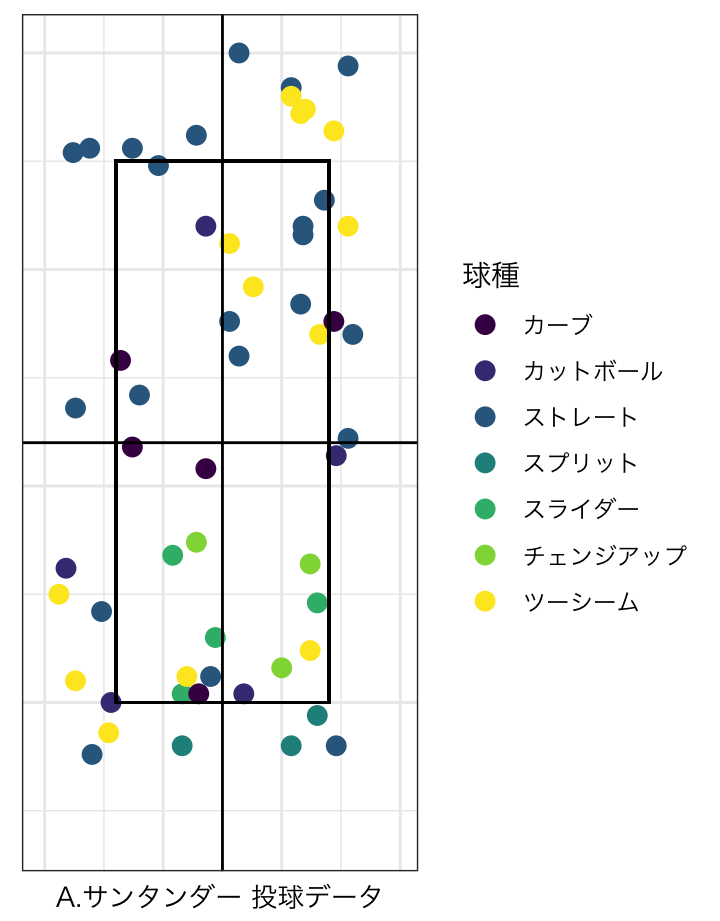 球種
カーブ
カットボール
ストレート
スプリット
スライダー
チェンジアップ
ツーシーム
A.サンタンダー 投球データ